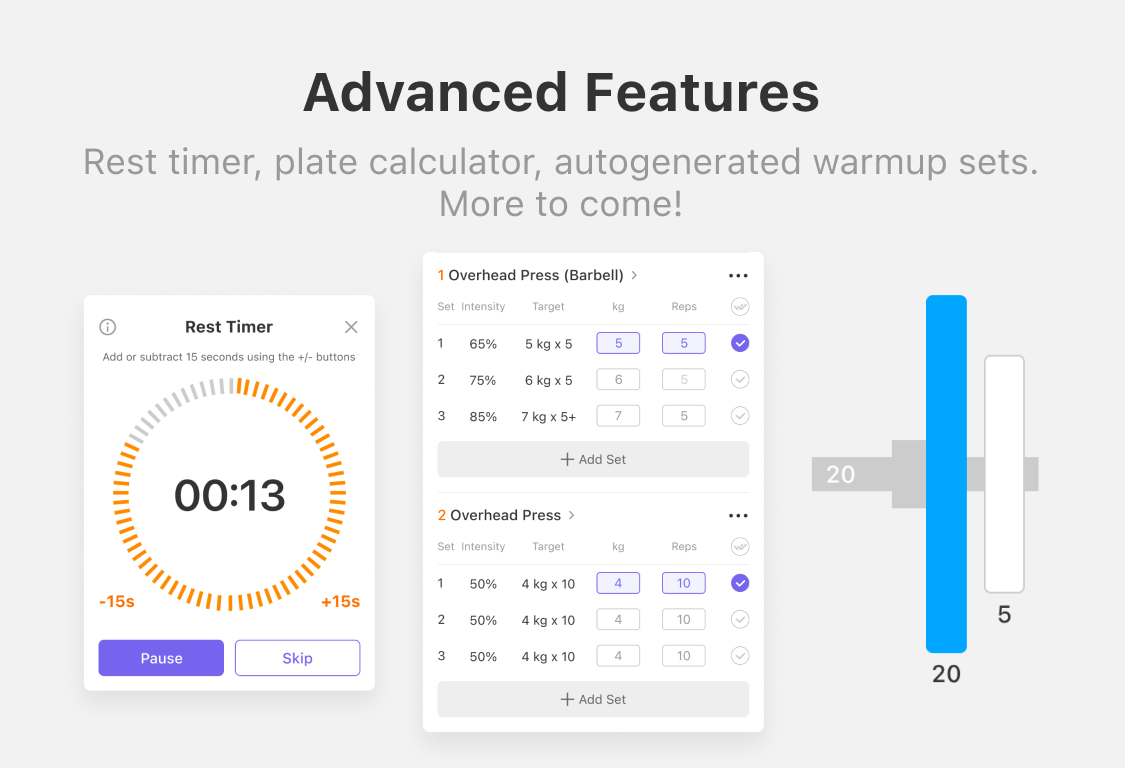 Advanced Features
Rest timer, plate calculator, autogenerated warmup sets.
More to come!
Rest Timer
Add or subtract 15 seconds using the +/- buttons
00:13
-15s +15s
Pause Skip
1 Overhead Press (Barbell)
Set Intensity Target kg Reps
1 65% 5 kg x 5 5 5
2 75% 6 kg x 5 6 5
3 85% 7 kg x 5+ 7 5
+ Add Set
2 Overhead Press
Set Intensity Target kg Reps
1 50% 4 kg x 10 4 10
2 50% 4 kg x 10 4 10
3 50% 4 kg x 10 4 10
+ Add Set
20
5
20